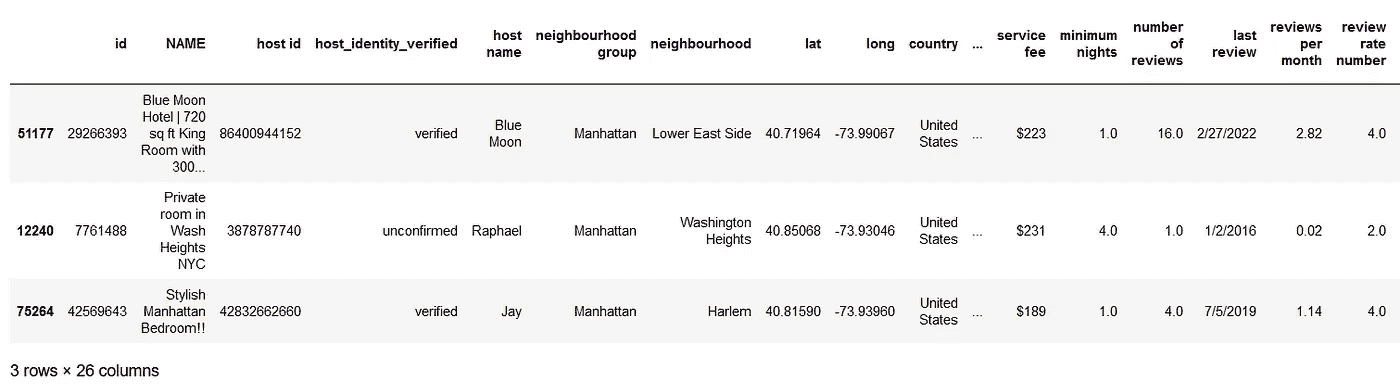 id NAME host id host_identity_verified host name neighbourhood group neighbourhood lat long country ... service fee minimum nights number of reviews last review reviews per month review rate number
51177 29266393 Blue Moon Hotel | 720 sq ft King Room with 300... 86400944152 verified Blue Moon Manhattan Lower East Side 40.71964 -73.99067 United States ... $223 1.0 16.0 2/27/2022 2.82 4.0
12240 7761488 Private room in Wash Heights NYC 3878787740 unconfirmed Raphael Manhattan Washington Heights 40.85068 -73.93046 United States ... $231 4.0 1.0 1/2/2016 0.02 2.0
75264 42569643 Stylish Manhattan Bedroom!! 42832662660 verified Jay Manhattan Harlem 40.81590 -73.93960 United States ... $189 1.0 4.0 7/5/2019 1.14 4.0
3 rows × 26 columns